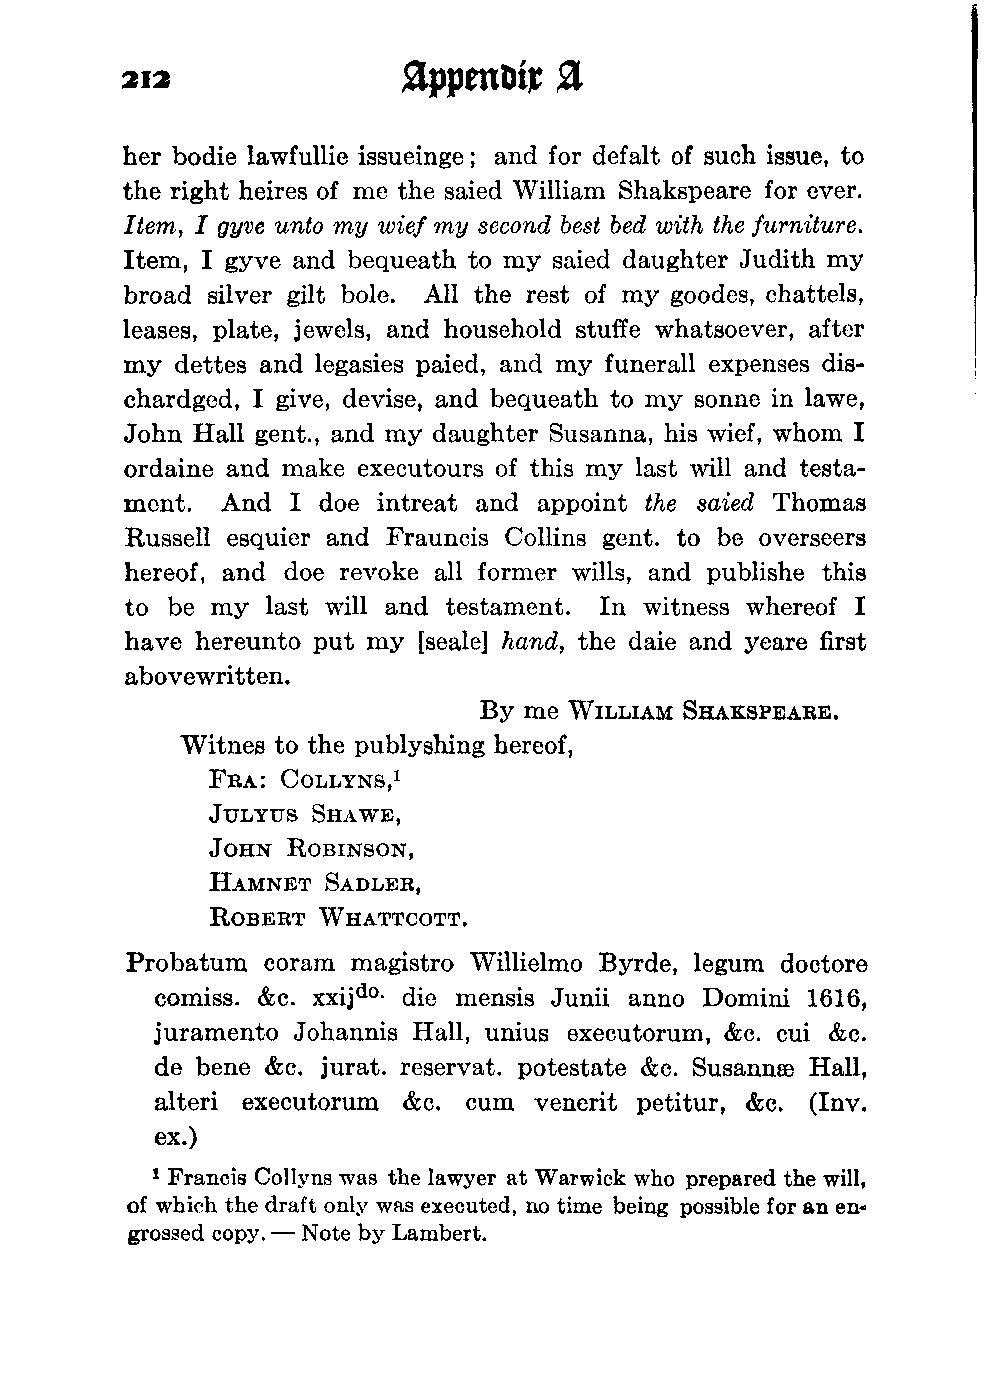 212 Appendix A
her bodie lawfullie issueinge; and for defalt of such issue, to
the right heires of me the saied William Shakspeare for ever.
Item, I gyve unto my wief my second best bed with the furniture.
Item, I gyve and bequeath to my saied daughter Judith my
broad silver gilt bole. All the rest of my goodes, chattels,
leases, plate, jewels, and household stuffe whatsoever, after
my dettes and legasies paied, and my funerall expenses dis-
chardged, I give, devise, and bequeath to my sonne in lawe,
John Hall gent., and my daughter Susanna, his wief, whom I
ordaine and make executours of this my last will and testa-
ment. And I doe intreat and appoint the saied Thomas
Russell esquier and Frauncis Collins gent. to be overseers
hereof, and doe revoke all former wills, and publishe this
to be my last will and testament. In witness whereof I
have hereunto put my [seale] hand, the daie and yeare first
abovewritten.
By me WILLIAM SHAKSPEARE.
Witnes to the publyshing hereof,
FRA: COLLYNS,¹
JULYUS SHAWE,
JOHN ROBINSON,
HAMNET SADLER,
ROBERT WHATTCOTT.
Probatum coram magistro Willielmo Byrde, legum doctore
comiss. &c. xxijdo. die mensis Junii anno Domini 1616,
juramento Johannis Hall, unius executorum, &c. cui &c.
de bene &c. jurat. reservat. potestate &c. Susannæ Hall,
alteri executorum &c. cum venerit petitur, &c. (Inv.
ex.)
¹ Francis Collyns was the lawyer at Warwick who prepared the will,
of which the draft only was executed, no time being possible for an en-
grossed copy. — Note by Lambert.